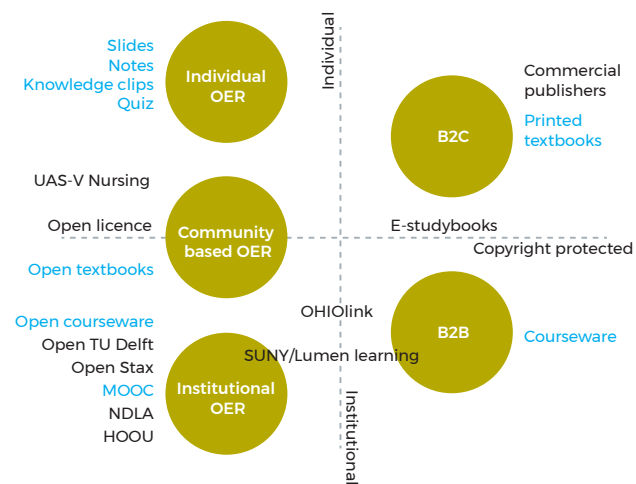 Slides
Notes
Knowledge clips
Quiz
Individual
OER
Individual
Commercial
publishers
B2C
Printed
textbooks
UAS-V Nursing
Open licence
Community
based OER
E-studybooks
Copyright protected
Open textbooks
Open courseware
Open TU Delft
Open Stax
MOOC
NDLA
HOOU
Institutional
OER
OHIOlink
SUNY/Lumen learning
B2B
Courseware
Institutional